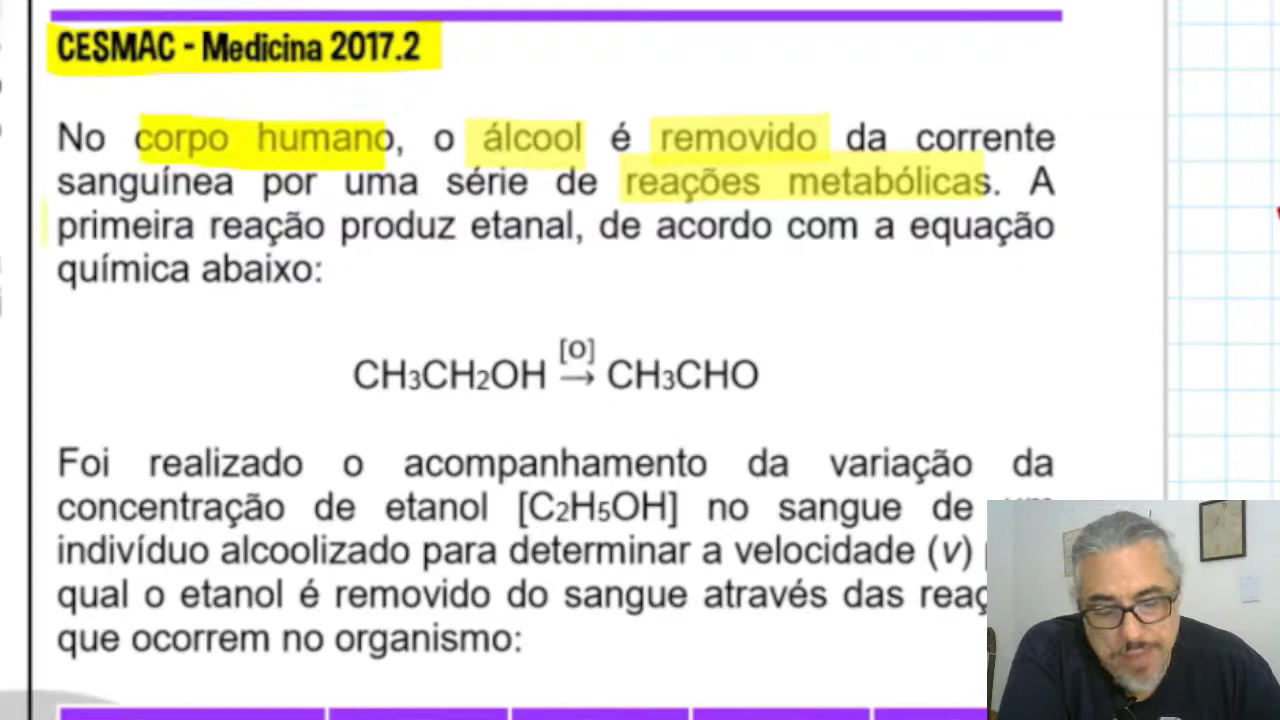 CESMAC - Medicina 2017.2
No corpo humano, o álcool é removido da corrente
sanguínea por uma série de reações metabólicas. A
primeira reação produz etanal, de acordo com a equação
química abaixo:
[O]
CH3CH2OH → CH3CHO
Foi realizado o acompanhamento da variação da
concentração de etanol [C2H5OH] no sangue de
indivíduo alcoolizado para determinar a velocidade (v)
qual o etanol é removido do sangue através das
que ocorrem no organismo: